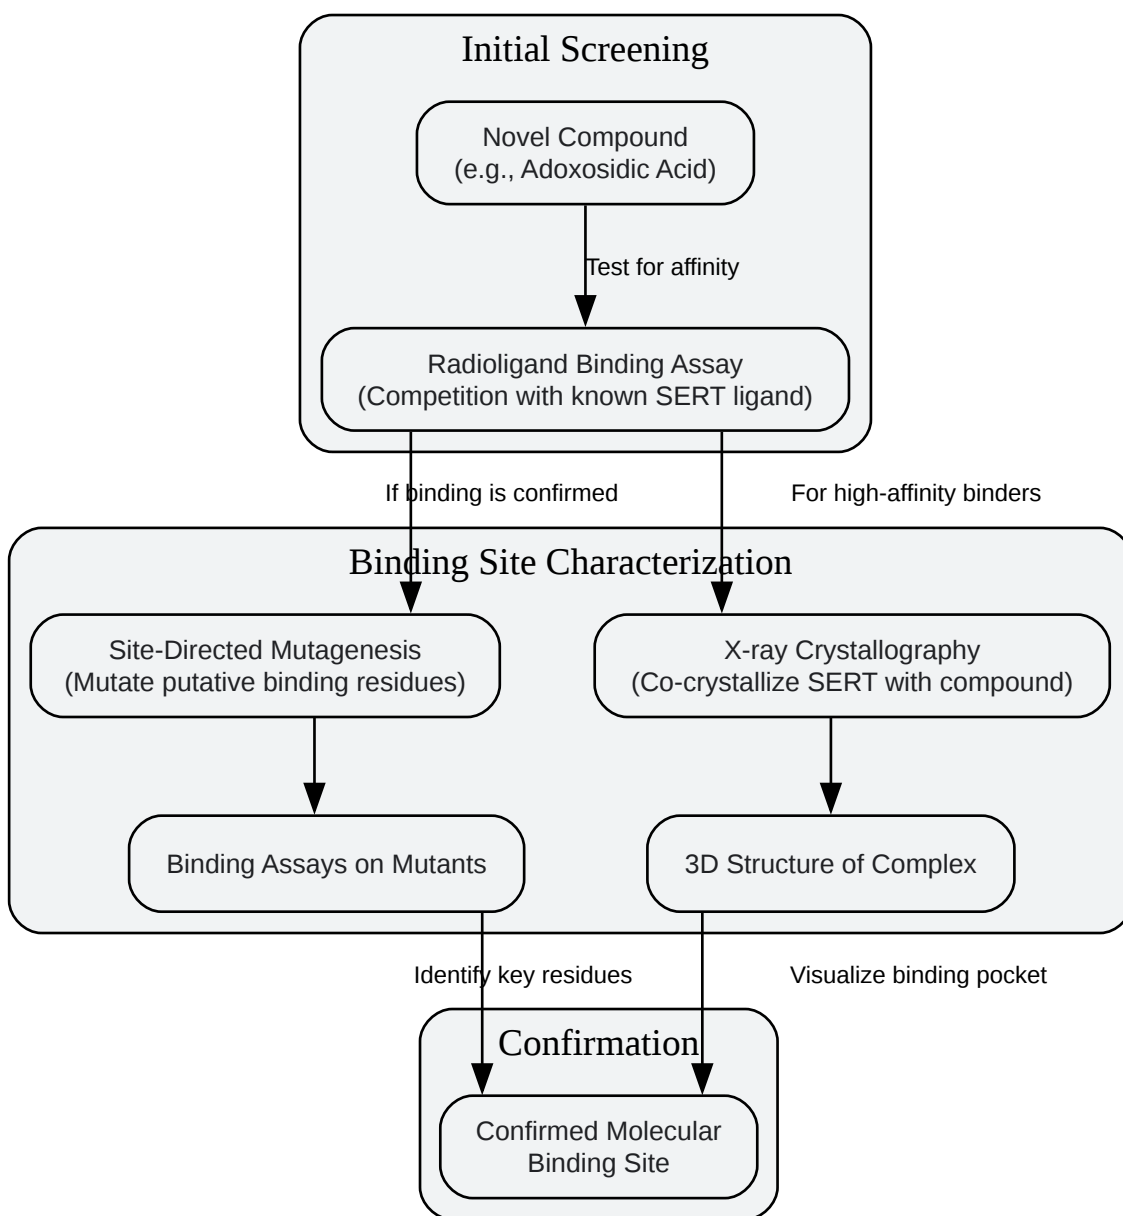 Initial Screening
Novel Compound
(e.g., Adoxosidic Acid)
Test for affinity
Radioligand Binding Assay
(Competition with known SERT ligand)
If binding is confirmed
For high-affinity binders
Binding Site Characterization
Site-Directed Mutagenesis
(Mutate putative binding residues)
X-ray Crystallography
(Co-crystallize SERT with compound)
Binding Assays on Mutants
3D Structure of Complex
Identify key residues
Visualize binding pocket
Confirmation
Confirmed Molecular
Binding Site